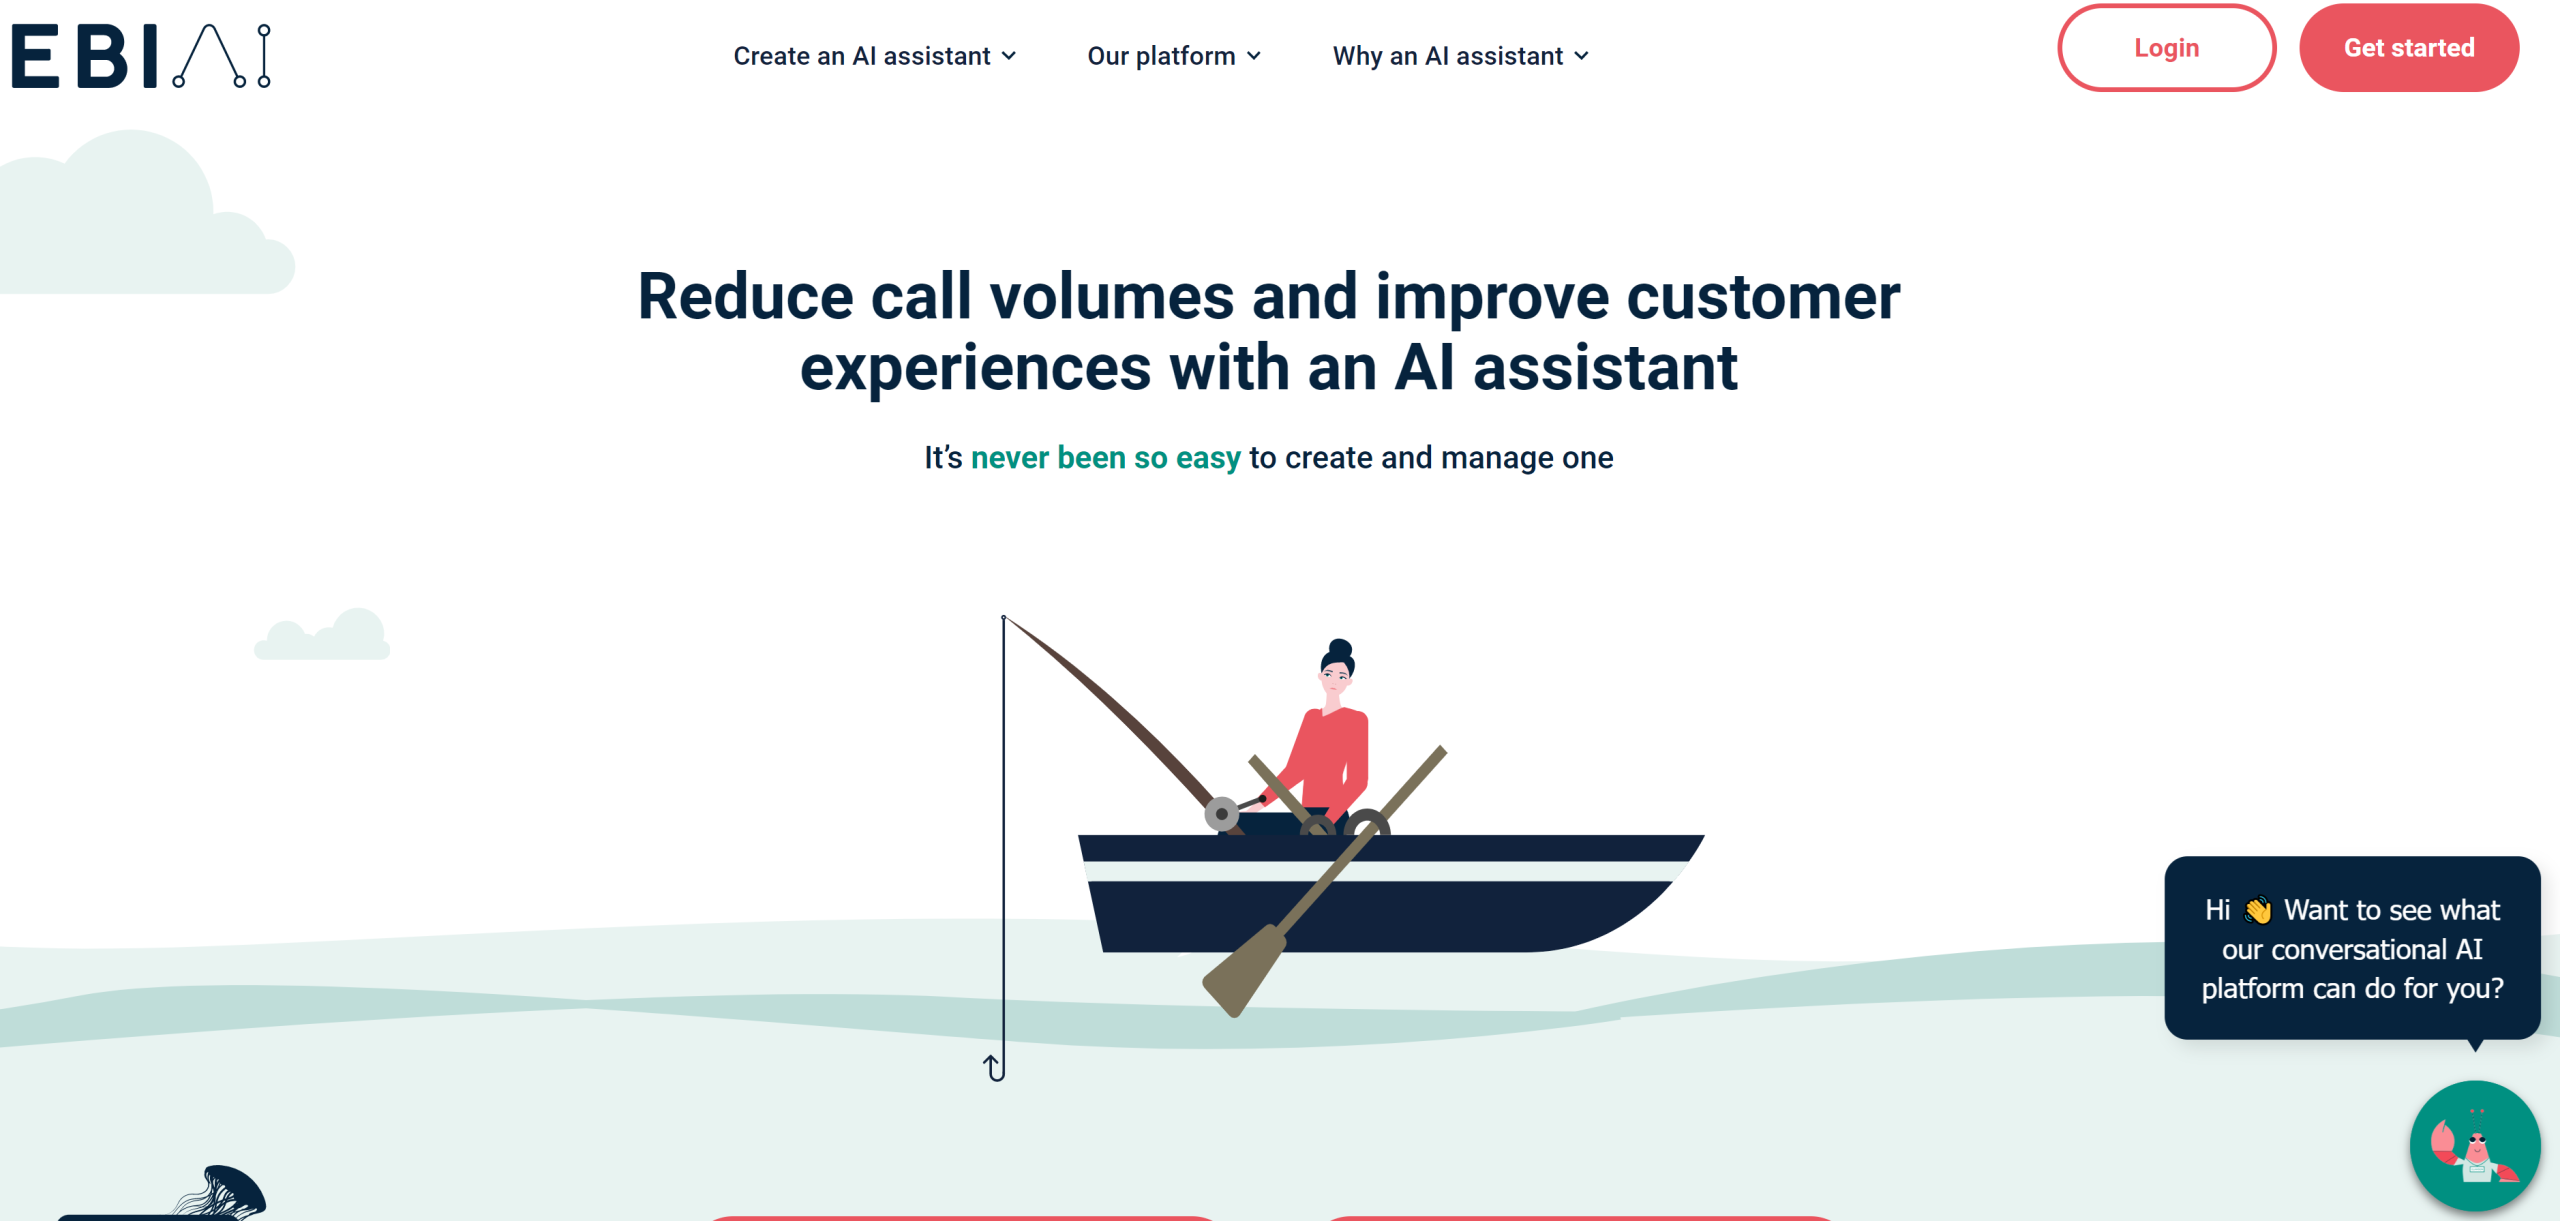 EBI AI
Create an AI assistant
Our platform
Why an AI assistant
Login
Get started
Reduce call volumes and improve customer
experiences with an AI assistant
It’s never been so easy to create and manage one
Hi 👋 Want to see what
our conversational AI
platform can do for you?